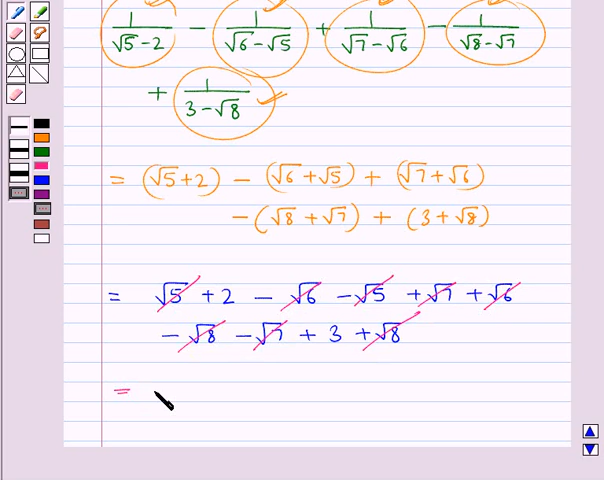 1/(√5 − 2) − 1/(√6 − √5) + 1/(√7 − √6) − 1/(√8 − √7)
+ 1/(3 − √8)
= (√5 + 2) − (√6 + √5) + (√7 + √6)
− (√8 + √7) + (3 + √8)
= √5 + 2 − √6 − √5 + √7 + √6
− √8 − √7 + 3 + √8
=